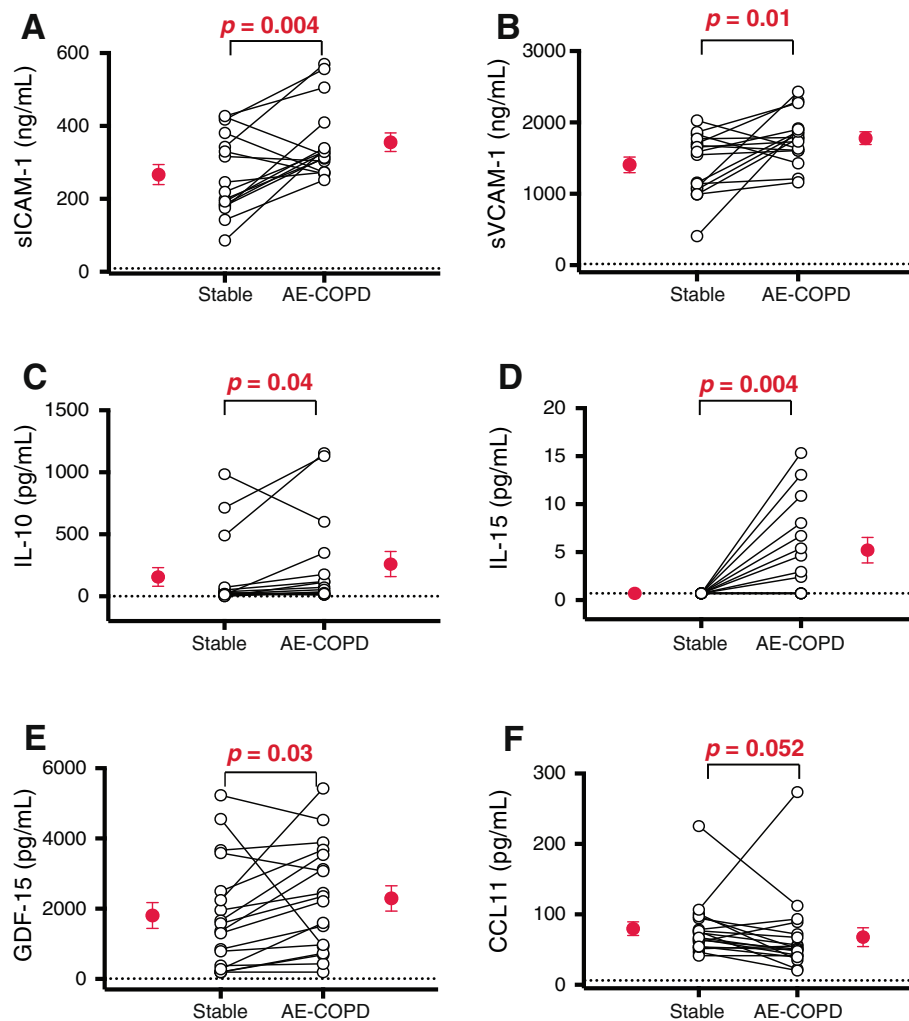 A
p = 0.004
sICAM-1 (ng/mL)
600
400
200
0
Stable
AE-COPD
B
p = 0.01
sVCAM-1 (ng/mL)
3000
2000
1000
0
Stable
AE-COPD
C
p = 0.04
IL-10 (pg/mL)
1500
1000
500
0
Stable
AE-COPD
D
p = 0.004
IL-15 (pg/mL)
20
15
10
5
0
Stable
AE-COPD
E
p = 0.03
GDF-15 (pg/mL)
6000
4000
2000
0
Stable
AE-COPD
F
p = 0.052
CCL11 (pg/mL)
300
200
100
0
Stable
AE-COPD